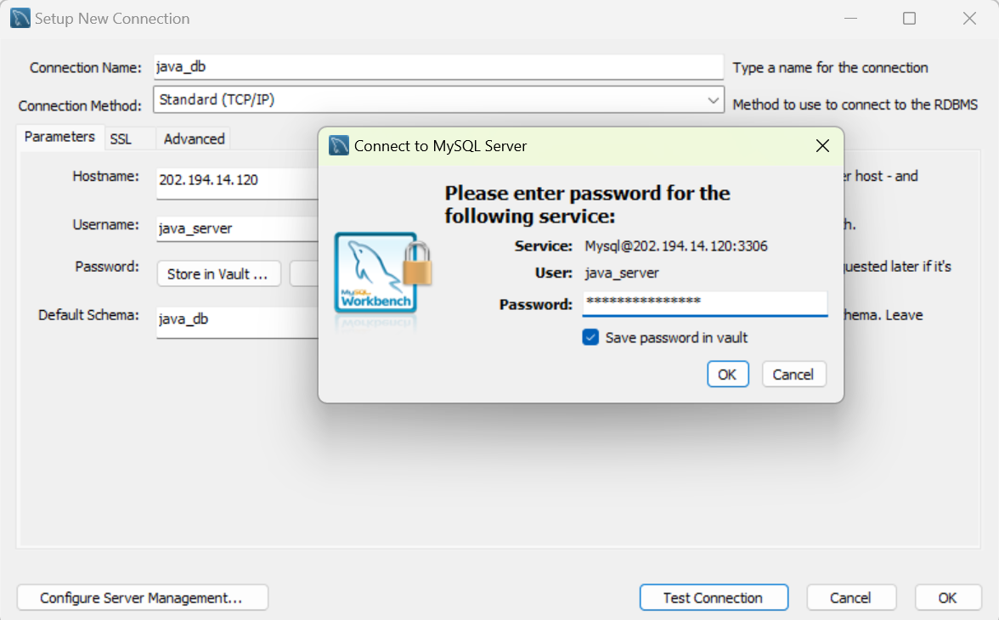 Setup New Connection
Connection Name: java_db Type a name for the connection
Connection Method: Standard (TCP/IP) Method to use to connect to the RDBMS
Parameters SSL Advanced
Hostname: 202.194.14.120 host - and
Username: java_server
Password: Store in Vault ... if it's
Default Schema: java_db Leave
Connect to MySQL Server
Please enter password for the
following service:
Service: Mysql@202.194.14.120:3306
User: java_server
Password: ***************
Save password in vault
OK Cancel
MySQL
Workbench
Configure Server Management... Test Connection Cancel OK